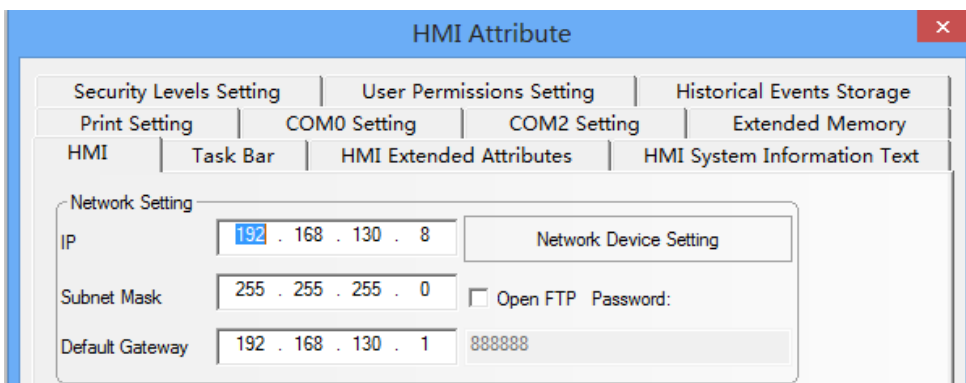 HMI Attribute
Security Levels Setting User Permissions Setting Historical Events Storage
Print Setting COM0 Setting COM2 Setting Extended Memory
HMI Task Bar HMI Extended Attributes HMI System Information Text
Network Setting
IP 192 . 168 . 130 . 8 Network Device Setting
Subnet Mask 255 . 255 . 255 . 0 Open FTP Password:
Default Gateway 192 . 168 . 130 . 1 888888